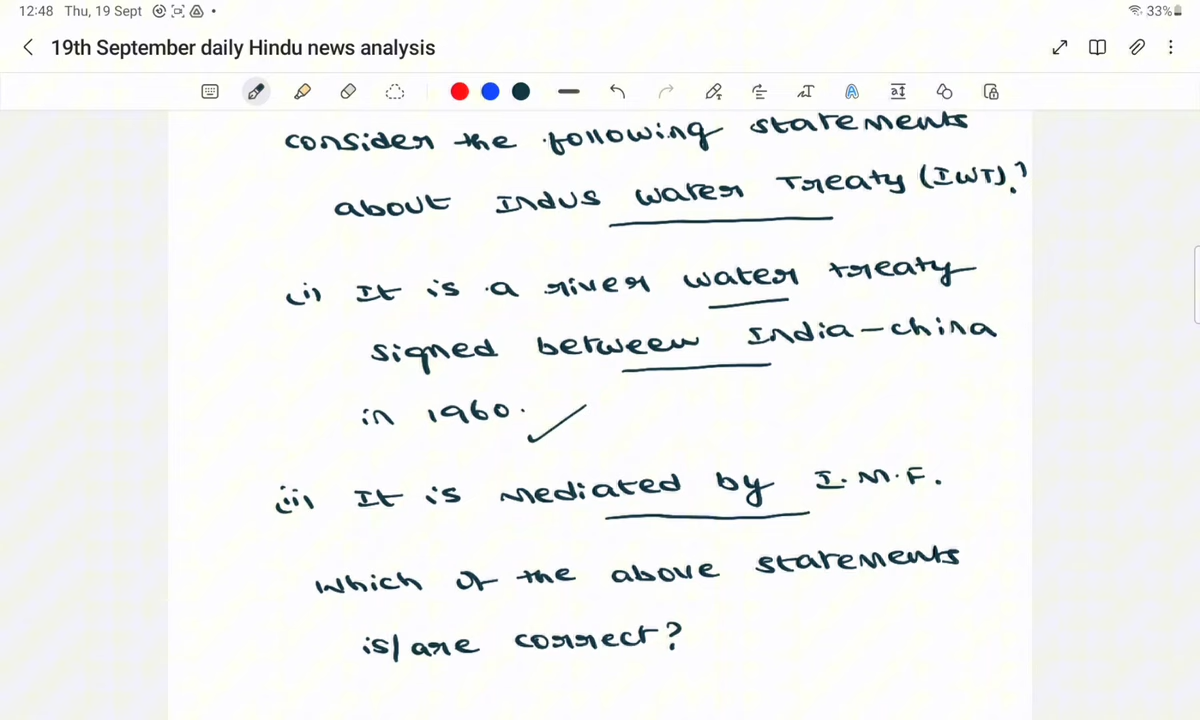 12:48 Thu, 19 Sept 33%
19th September daily Hindu news analysis
consider the following statements
about Indus water Treaty (IWT).?
(i) It is a river water treaty
signed between India-china
in 1960.
(ii) It is mediated by I.M.F.
which of the above statements
is/are correct?